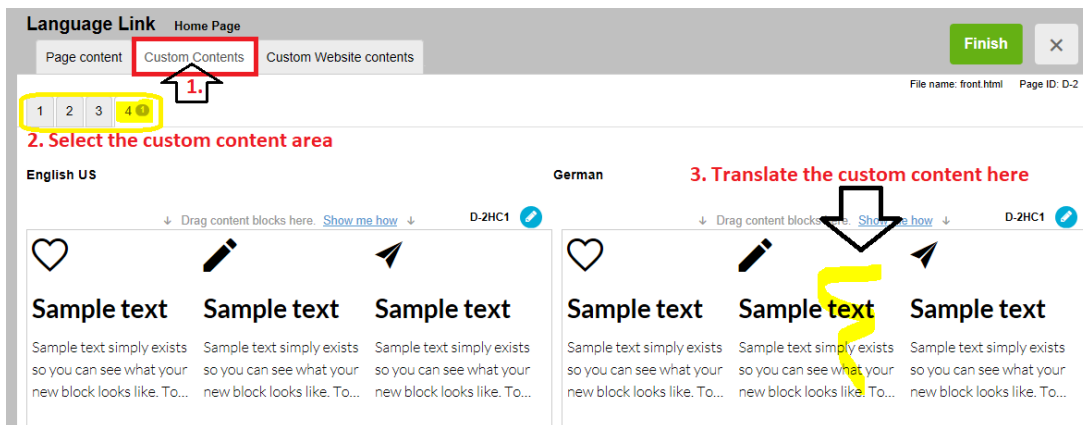 Language Link Home Page
Finish ×
Page content Custom Contents Custom Website contents
1.
File name: front.html Page ID: D-2
1 2 3 4 1
2. Select the custom content area
English US German 3. Translate the custom content here
↓ Drag content blocks here. Show me how ↓ D-2HC1 ↓ Drag content blocks here. Show me how ↓ D-2HC1
Sample text Sample text Sample text Sample text Sample text Sample text
Sample text simply exists Sample text simply exists Sample text simply exists Sample text simply exists Sample text simply exists Sample text simply exists
so you can see what your so you can see what your so you can see what your so you can see what your so you can see what your so you can see what your
new block looks like. To... new block looks like. To... new block looks like. To... new block looks like. To... new block looks like. To... new block looks like. To...